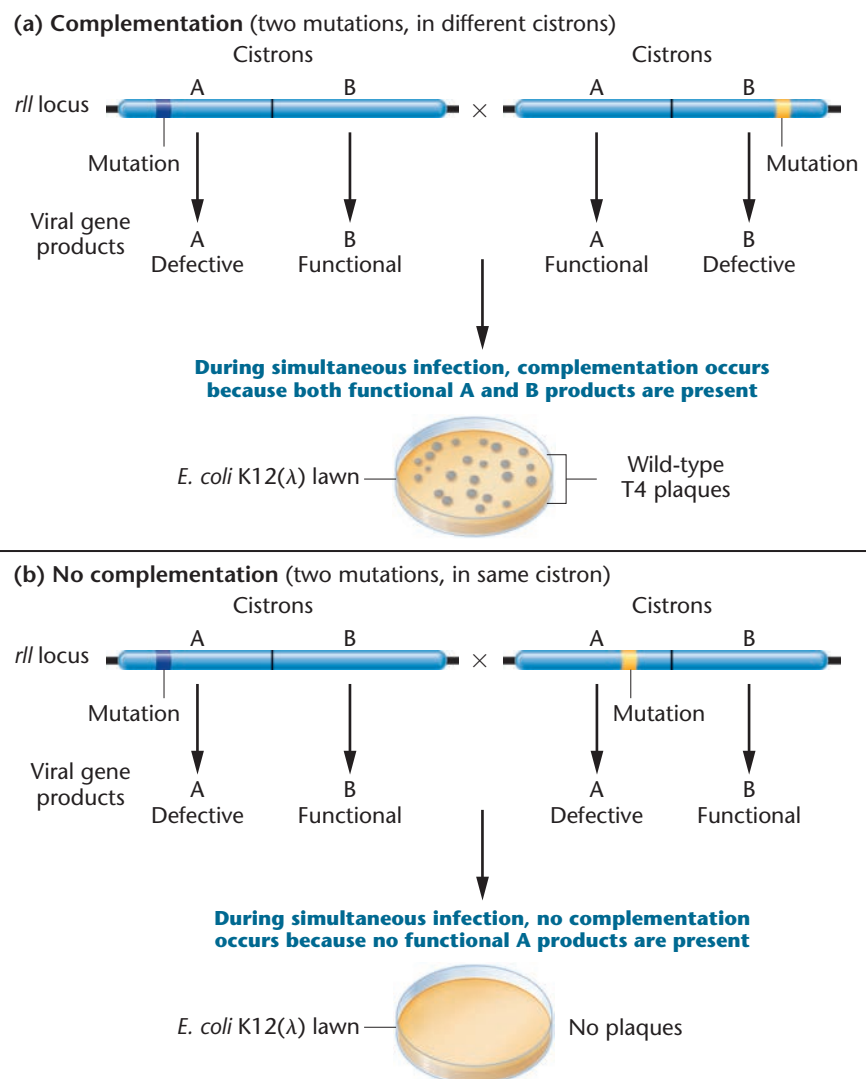 (a) Complementation (two mutations, in different cistrons)
Cistrons
Cistrons
A
B
A
B
rII locus
×
Mutation
Mutation
Viral gene
products
A
Defective
B
Functional
A
Functional
B
Defective
During simultaneous infection, complementation occurs
because both functional A and B products are present
E. coli K12(λ) lawn
Wild-type
T4 plaques
(b) No complementation (two mutations, in same cistron)
Cistrons
Cistrons
A
B
A
B
rII locus
×
Mutation
Mutation
Viral gene
products
A
Defective
B
Functional
A
Defective
B
Functional
During simultaneous infection, no complementation
occurs because no functional A products are present
E. coli K12(λ) lawn
No plaques